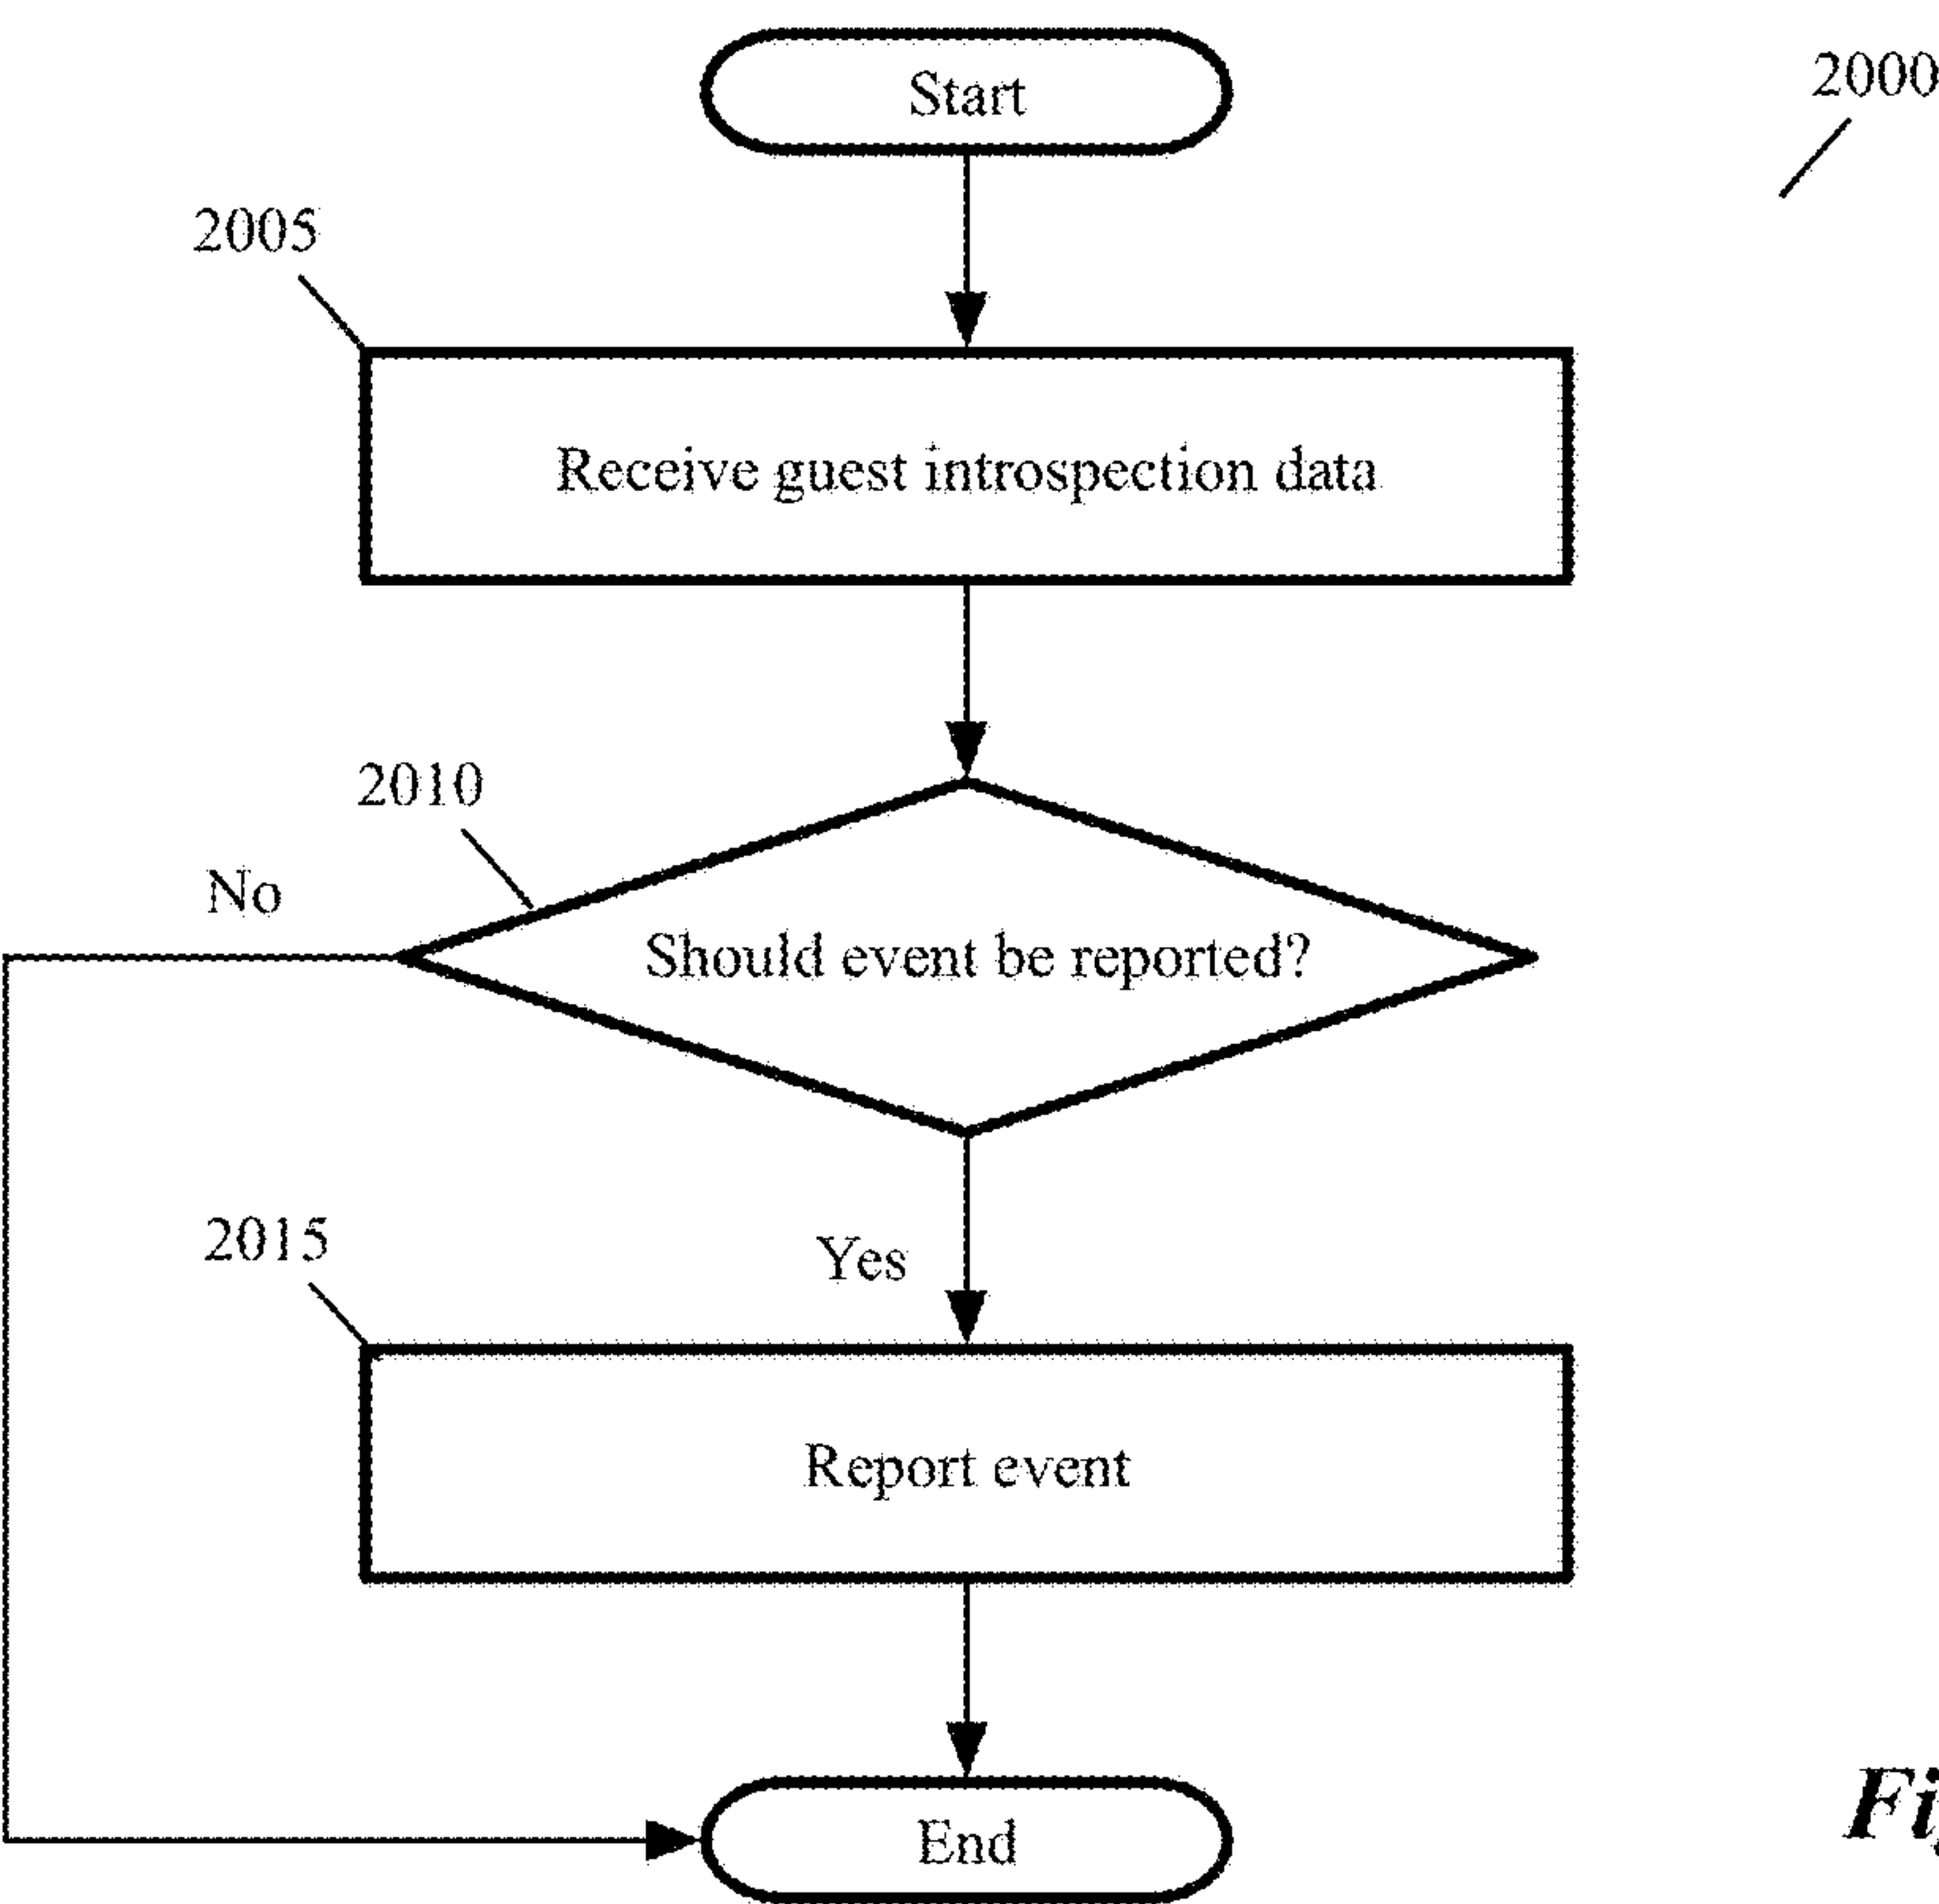 Start
2000
2005
Receive guest introspection data
2010
No
Should event be reported?
2015
Yes
Report event
End